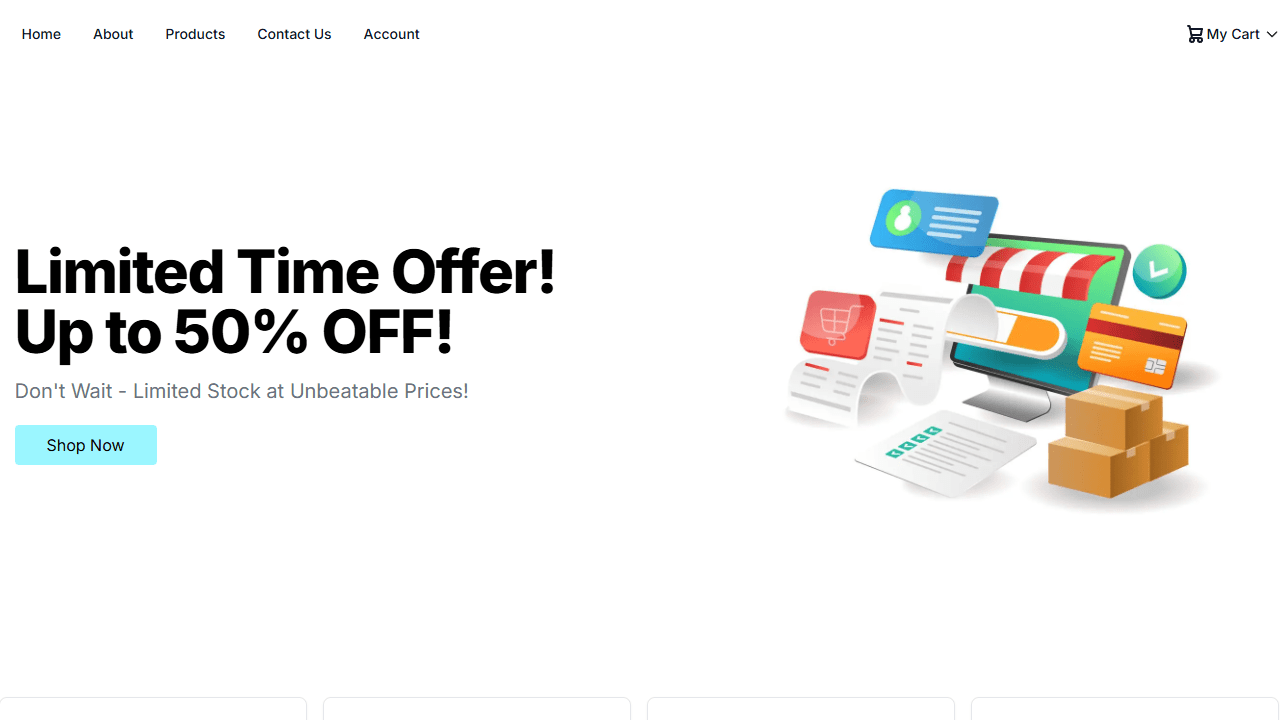 Home
About
Products
Contact Us
Account
My Cart
Limited Time Offer!
Up to 50% OFF!
Don't Wait - Limited Stock at Unbeatable Prices!
Shop Now